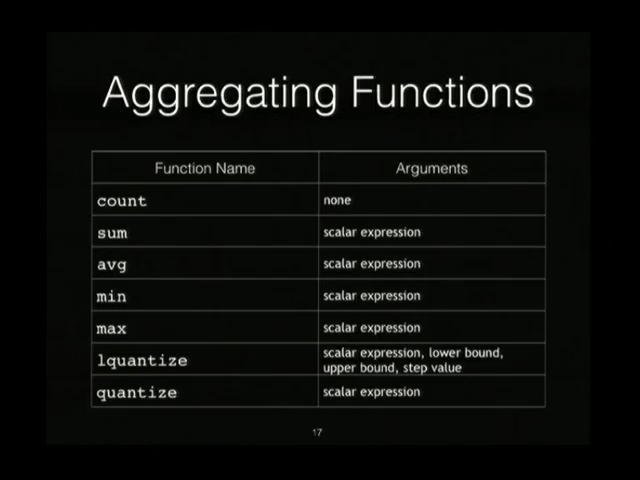 Aggregating Functions
Function Name Arguments
count none
sum scalar expression
avg scalar expression
min scalar expression
max scalar expression
lquantize scalar expression, lower bound,
upper bound, step value
quantize scalar expression
17